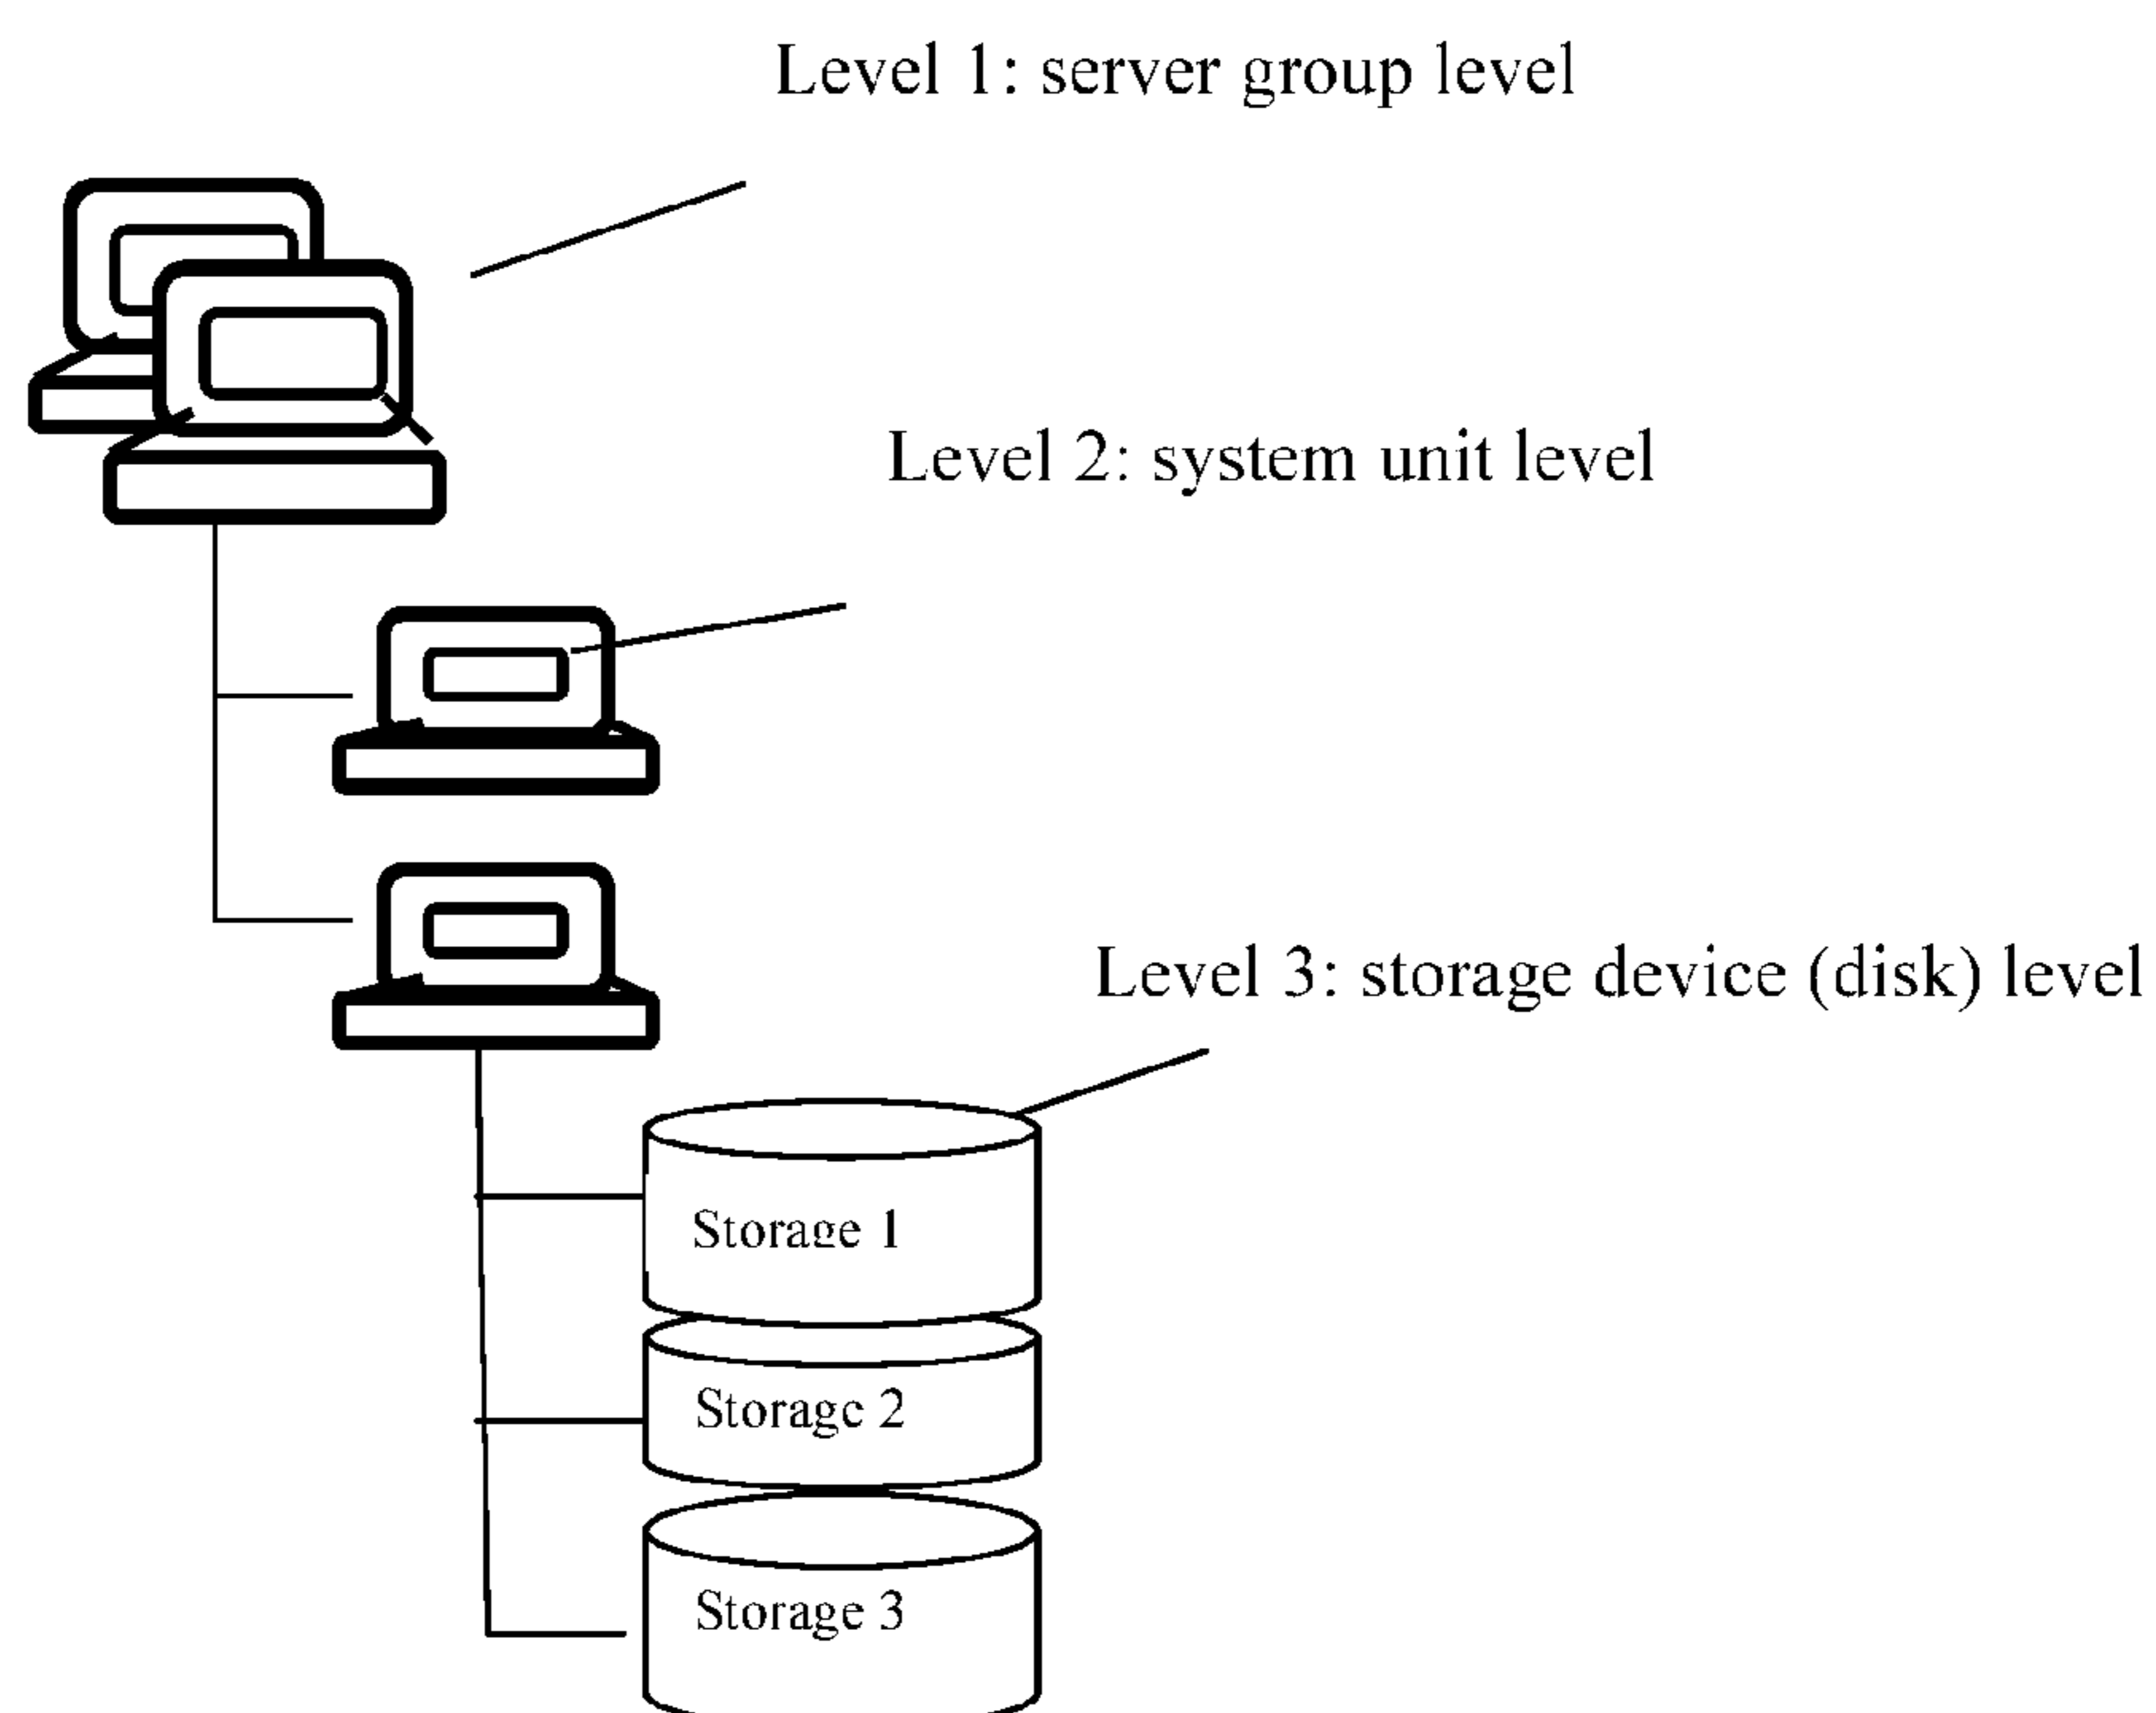 Level 1: server group level
Level 2: system unit level
Level 3: storage device (disk) level
Storage 1
Storage 2
Storage 3